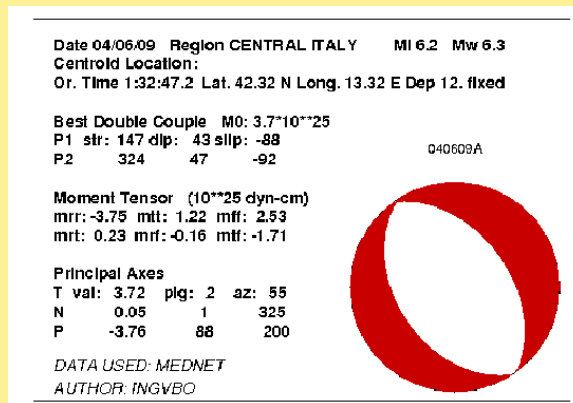 Date 04/06/09 Region CENTRAL ITALY Ml 6.2 Mw 6.3
Centroid Location:
Or. Time 1:32:47.2 Lat. 42.32 N Long. 13.32 E Dep 12. fixed
Best Double Couple M0: 3.7*10**25
P1 str: 147 dip: 43 slip: -88
P2 324 47 -92
040609A
Moment Tensor (10**25 dyn-cm)
mrr: -3.75 mtt: 1.22 mff: 2.53
mrt: 0.23 mrf: -0.16 mtf: -1.71
Principal Axes
T val: 3.72 plg: 2 az: 55
N 0.05 1 325
P -3.76 88 200
DATA USED: MEDNET
AUTHOR: INGVBO